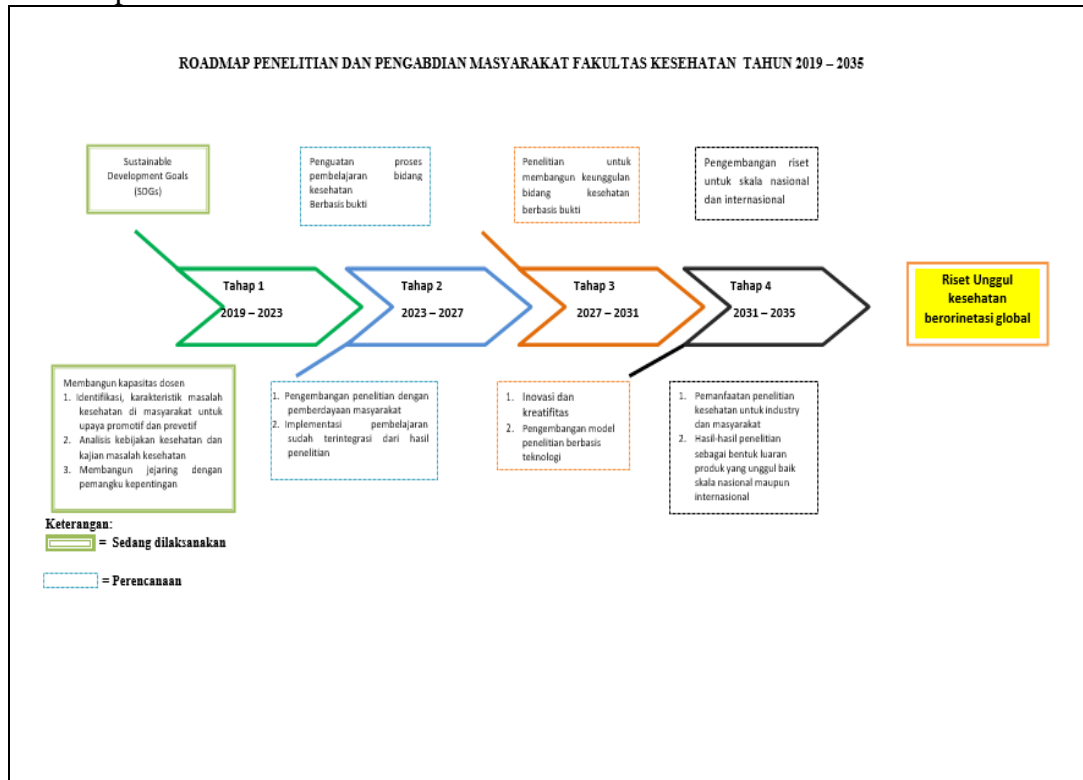 ROADMAP PENELITIAN DAN PENGABDIAN MASYARAKAT FAKULTAS KESEHATAN TAHUN 2019 – 2035
Sustainable
Development Goals
(SDGs)
Penguatan proses
pembelajaran bidang
kesehatan
Berbasis bukti
Penelitian untuk
membangun keunggulan
bidang kesehatan
berbasis bukti
Pengembangan riset
untuk skala nasional
dan internasional
Tahap 1
2019 – 2023
Tahap 2
2023 – 2027
Tahap 3
2027 – 2031
Tahap 4
2031 – 2035
Riset Unggul
kesehatan
berorinetasi global
Membangun kapasitas dosen
1. Identifikasi, karakteristik masalah
kesehatan di masyarakat untuk
upaya promotif dan prevetif
2. Analisis kebijakan kesehatan dan
kajian masalah kesehatan
3. Membangun jejaring dengan
pemangku kepentingan
1. Pengembangan penelitian dengan
pemberdayaan masyarakat
2. Implementasi pembelajaran
sudah terintegrasi dari hasil
penelitian
1. Inovasi dan
kreatifitas
2. Pengembangan model
penelitian berbasis
teknologi
1. Pemanfaatan penelitian
kesehatan untuk industry
dan masyarakat
2. Hasil-hasil penelitian
sebagai bentuk luaran
produk yang unggul baik
skala nasional maupun
internasional
Keterangan:
= Sedang dilaksanakan
= Perencanaan